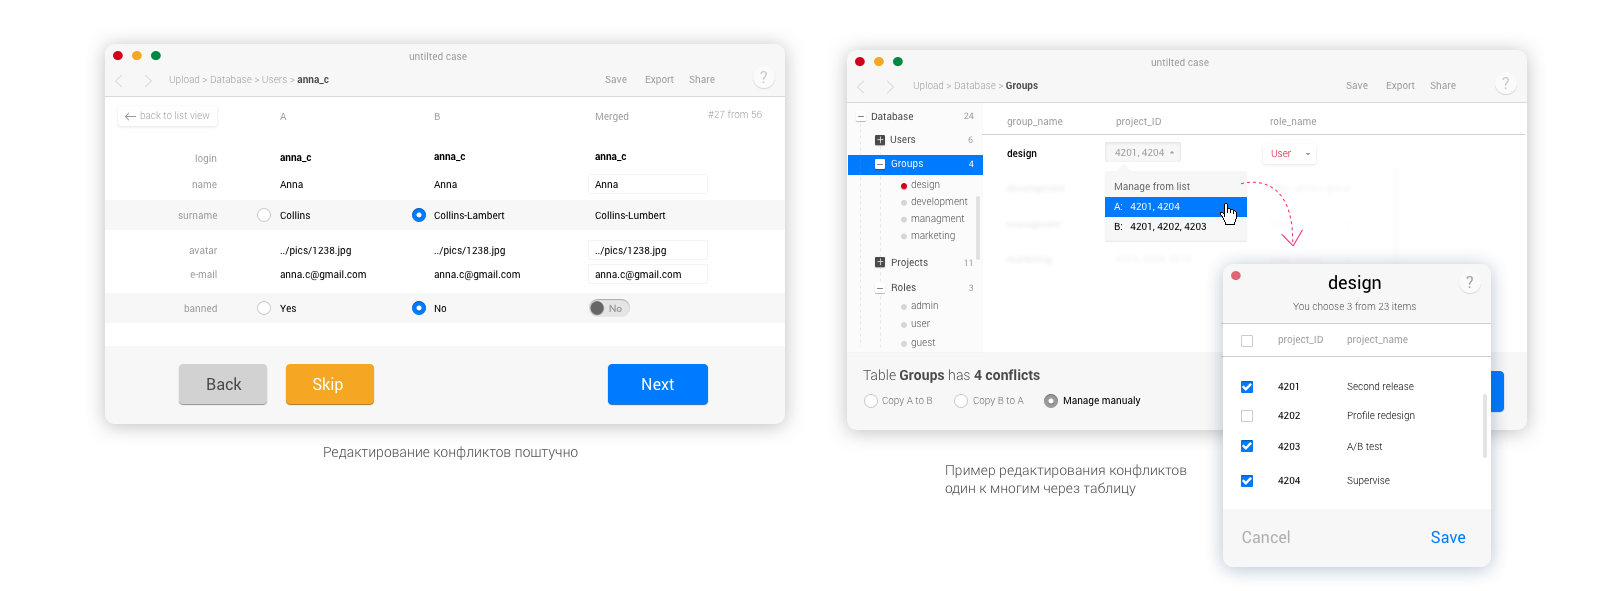 untilted case
Upload > Database > Users > anna_c
Save Export Share ?
back to list view A B Merged #27 from 56
login anna_c anna_c anna_c
name Anna Anna Anna
surname Collins Collins-Lambert Collins-Lumbert
avatar ../pics/1238.jpg ../pics/1238.jpg ../pics/1238.jpg
e-mail anna.c@gmail.com anna.c@gmail.com anna.c@gmail.com
banned Yes No No
Back Skip Next
Редактирование конфликтов поштучно
untilted case
Upload > Database > Groups
Save Export Share ?
Database 24
Users 6
Groups 4
design
development
managment
marketing
Projects 11
Roles 3
admin
user
guest
group_name project_ID role_name
design 4201, 4204 User
Manage from list
A: 4201, 4204
B: 4201, 4202, 4203
Table Groups has 4 conflicts
Copy A to B Copy B to A Manage manualy
Пример редактирования конфликтов
один к многим через таблицу
design ?
You choose 3 from 23 items
project_ID project_name
4201 Second release
4202 Profile redesign
4203 A/B test
4204 Supervise
Cancel Save